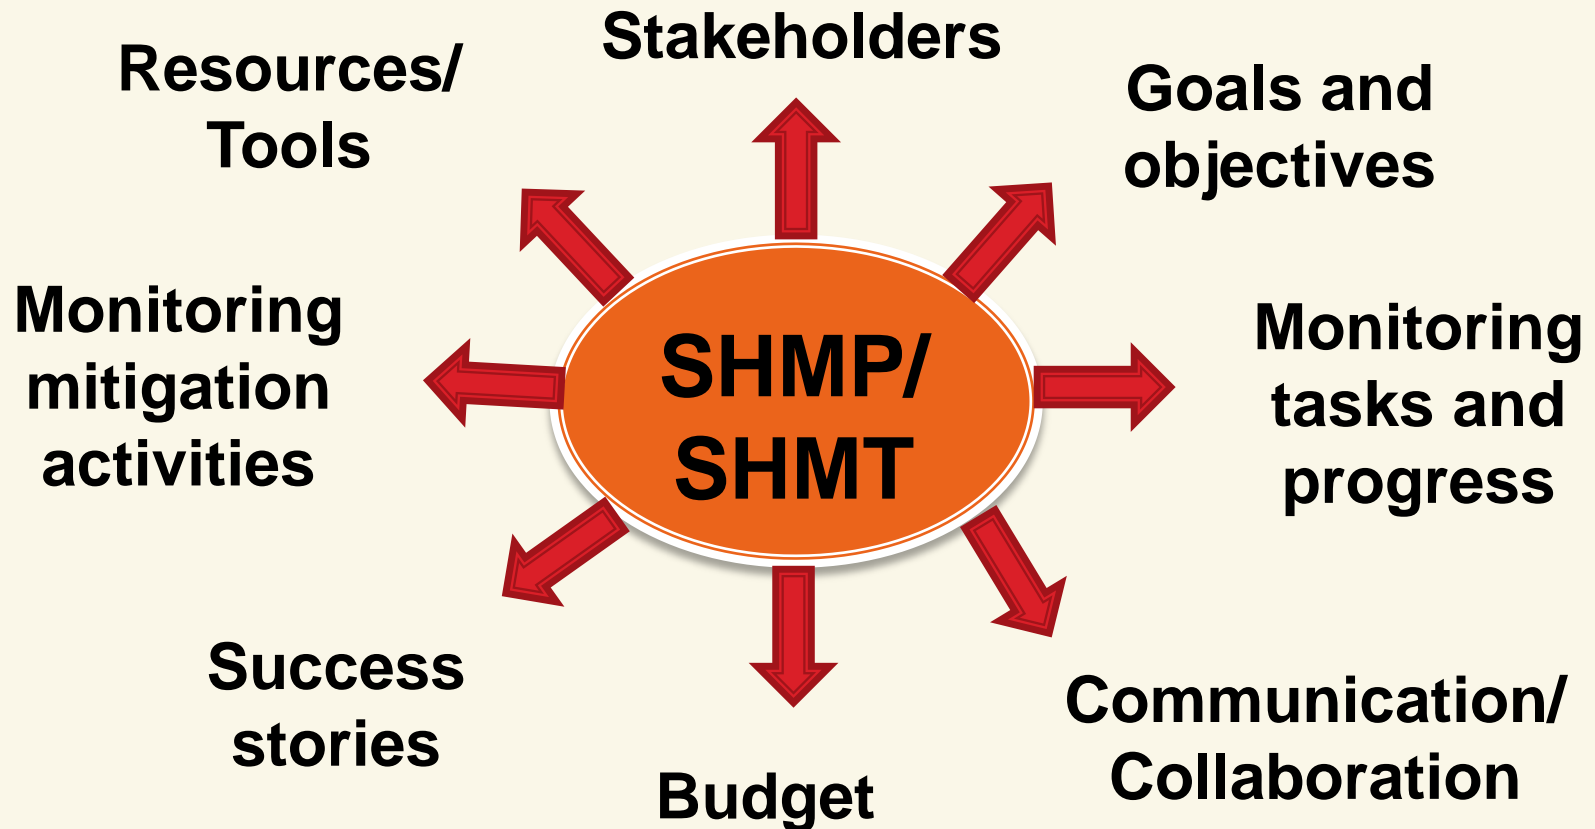 Stakeholders
Resources/
Tools
Goals and
objectives
Monitoring
mitigation
activities
SHMP/
SHMT
Monitoring
tasks and
progress
Success
stories
Budget
Communication/
Collaboration